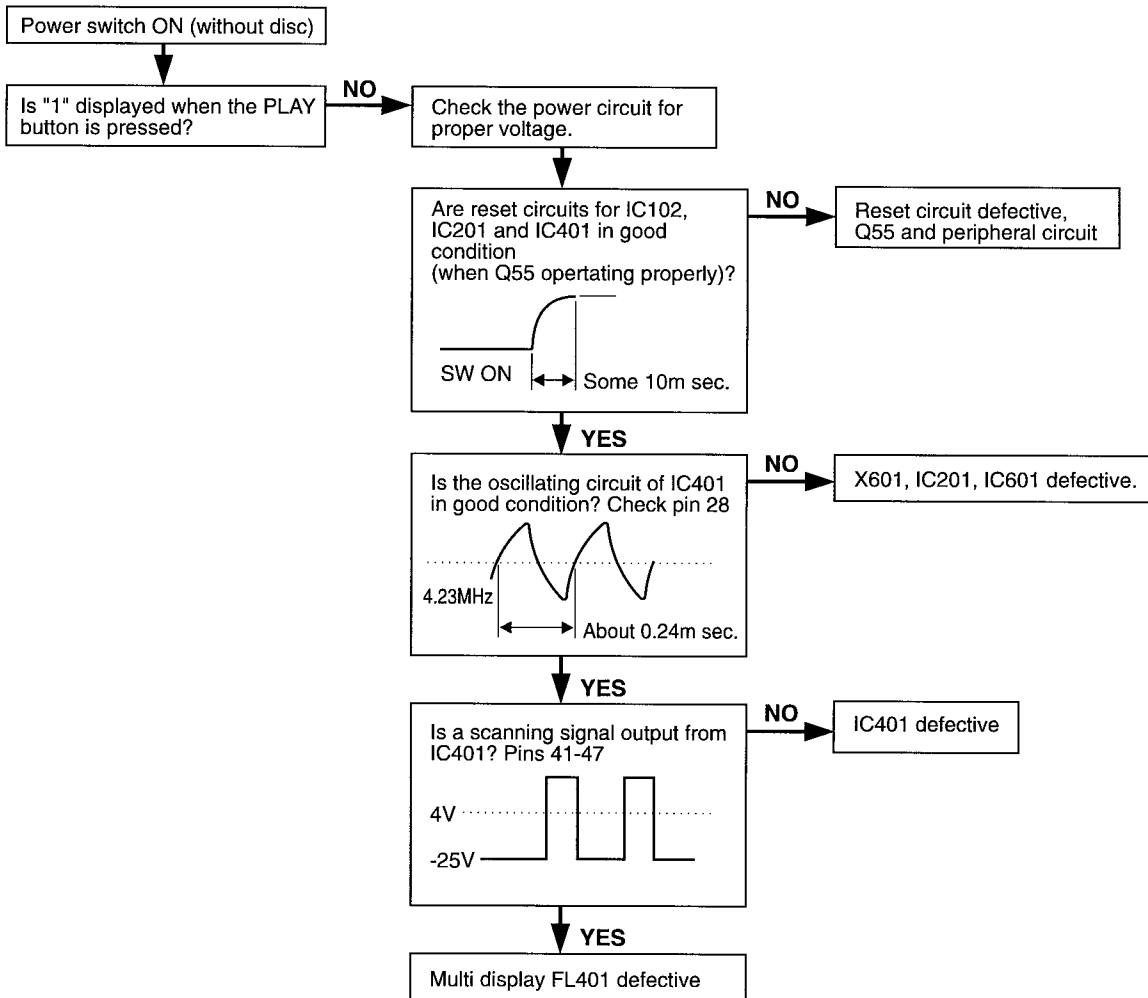 Power switch ON (without disc)
Is "1" displayed when the PLAY
button is pressed?
NO
Check the power circuit for
proper voltage.
Are reset circuits for IC102,
IC201 and IC401 in good
condition
(when Q55 opertating properly)?
SW ON
Some 10m sec.
NO
Reset circuit defective,
Q55 and peripheral circuit
YES
Is the oscillating circuit of IC401
in good condition? Check pin 28
4.23MHz
About 0.24m sec.
NO
X601, IC201, IC601 defective.
YES
Is a scanning signal output from
IC401? Pins 41-47
4V
-25V
NO
IC401 defective
YES
Multi display FL401 defective